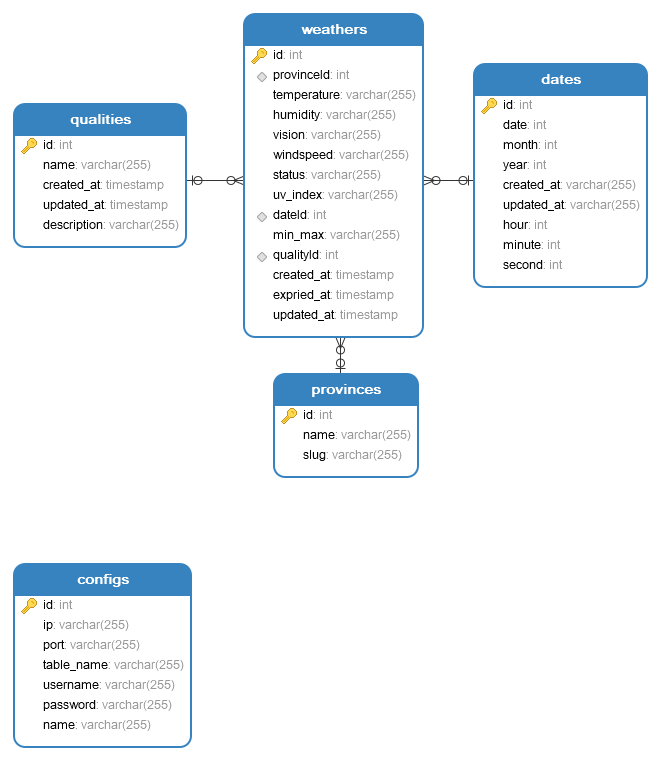 weathers
id: int
provinceId: int
temperature: varchar(255)
humidity: varchar(255)
vision: varchar(255)
windspeed: varchar(255)
status: varchar(255)
uv_index: varchar(255)
dateId: int
min_max: varchar(255)
qualityId: int
created_at: timestamp
expried_at: timestamp
updated_at: timestamp
dates
id: int
date: int
month: int
year: int
created_at: varchar(255)
updated_at: varchar(255)
hour: int
minute: int
second: int
qualities
id: int
name: varchar(255)
created_at: timestamp
updated_at: timestamp
description: varchar(255)
provinces
id: int
name: varchar(255)
slug: varchar(255)
configs
id: int
ip: varchar(255)
port: varchar(255)
table_name: varchar(255)
username: varchar(255)
password: varchar(255)
name: varchar(255)